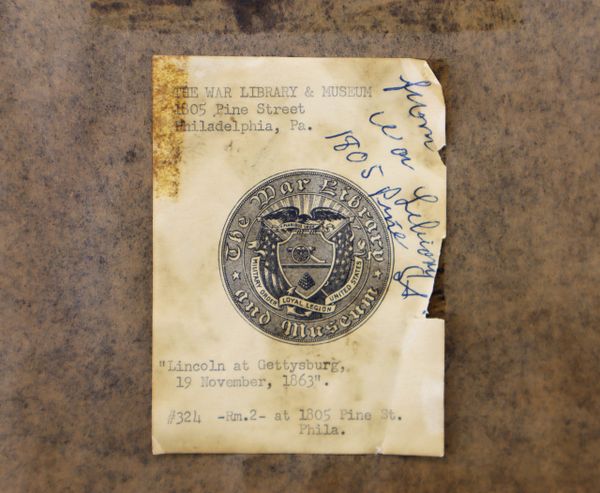 THE WAR LIBRARY & MUSEUM
1805 Pine Street
Philadelphia, Pa.
from
War Library
1805 Pine St.
The War Library
and Museum
MILITARY ORDER
LOYAL LEGION
UNITED STATES
"Lincoln at Gettysburg,
19 November, 1863".
#324 -Rm.2- at 1805 Pine St.
Phila.